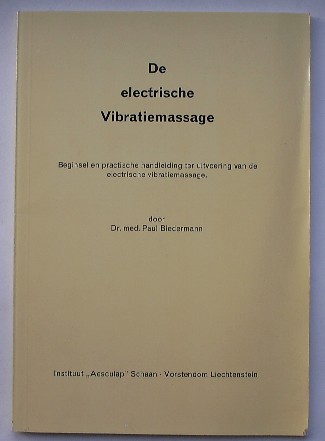 De
electrische
Vibratiemassage
Beginsel en practische handleiding ter uitvoering van de
electrische vibratiemassage.
door
Dr. med. Paul Biedermann
Instituut „Aesculap" Schaan - Vorstendom Liechtenstein